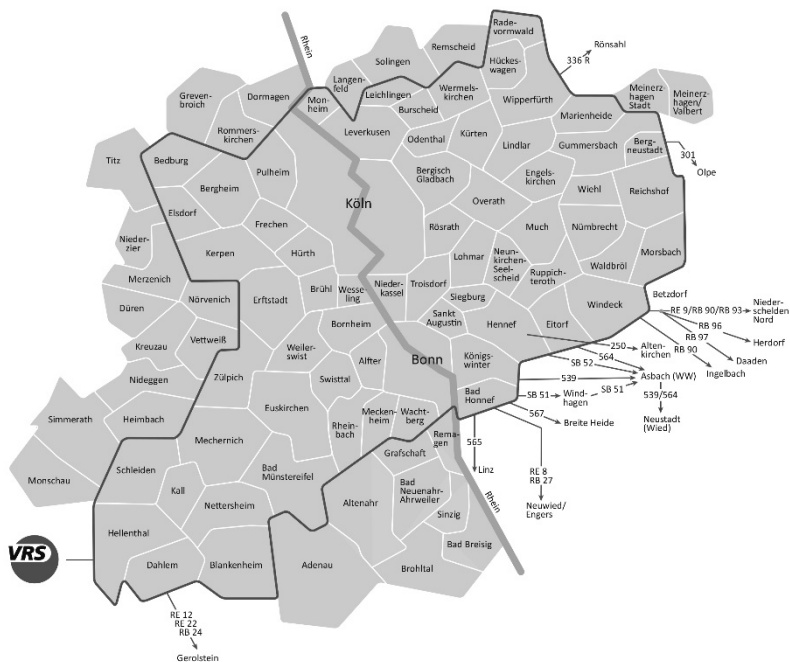 Rade-
vormwald
Rönsahl
336 R
Remscheid
Solingen
Rhein
Hückes-
wagen
Langen-
feld
Leichlingen
Wermels-
kirchen
Wipperfürth
Meinerz-
hagen
Stadt
Meinerz-
hagen/
Valbert
Greven-
broich
Dormagen
Mon-
heim
Burscheid
Marienheide
Rommers-
kirchen
Leverkusen
Odenthal
Kürten
Lindlar
Gummersbach
Berg-
neustadt
301
Olpe
Titz
Bedburg
Pulheim
Bergheim
Bergisch
Gladbach
Engels-
kirchen
Wiehl
Reichshof
Elsdorf
Köln
Overath
Frechen
Rösrath
Much
Nümbrecht
Nieder-
zier
Kerpen
Hürth
Lohmar
Neun-
kirchen-
Seel-
scheid
Ruppich-
teroth
Waldbröl
Morsbach
Merzenich
Nörvenich
Erftstadt
Brühl
Wesse-
ling
Nieder-
kassel
Troisdorf
Siegburg
Windeck
Betzdorf
RE 9/RB 90/RB 93
Nieder-
schelden
Nord
Düren
Bornheim
Sankt
Augustin
Hennef
Eitorf
RB 96
Herdorf
RB 97
Daaden
RB 90
Ingelbach
Kreuzau
Vettweiß
Weiler-
swist
Alfter
Bonn
Königs-
winter
250
Alten-
kirchen
564
SB 52
Asbach (WW)
539
Nideggen
Zülpich
Swisttal
Bad
Honnef
SB 51
Wind-
hagen
SB 51
539/564
Neustadt
(Wied)
Simmerath
Heimbach
Euskirchen
Rhein-
bach
Mecken-
heim
Wacht-
berg
567
Breite Heide
Mechernich
Rema-
gen
565
Linz
Grafschaft
Monschau
Schleiden
Kall
Bad
Münstereifel
Altenahr
Bad
Neuenahr-
Ahrweiler
RE 8
RB 27
Neuwied/
Engers
Nettersheim
Sinzig
Rhein
Hellenthal
Bad Breisig
VRS
Dahlem
Blankenheim
Adenau
Brohltal
RE 12
RE 22
RB 24
Gerolstein